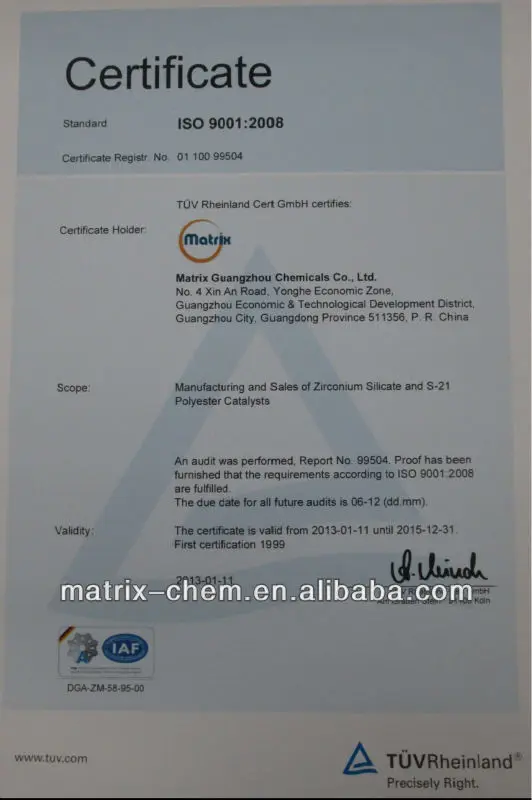 Certificate
Standard ISO 9001:2008
Certificate Registr. No. 01 100 99504
TÜV Rheinland Cert GmbH certifies:
Certificate Holder:
Matrix
Matrix Guangzhou Chemicals Co., Ltd.
No. 4 Xin An Road, Yonghe Economic Zone,
Guangzhou Economic & Technological Development District,
Guangzhou City, Guangdong Province 511356, P. R. China
Scope: Manufacturing and Sales of Zirconium Silicate and S-21
Polyester Catalysts
An audit was performed, Report No. 99504. Proof has been
furnished that the requirements according to ISO 9001:2008
are fulfilled.
The due date for all future audits is 06-12 (dd.mm).
Validity: The certificate is valid from 2013-01-11 until 2015-12-31.
First certification 1999
2013-01-11
matrix-chem.en.alibaba.com
Köln
IAF
DGA-ZM-58-95-00
www.tuv.com
TÜVRheinland®
Precisely Right.